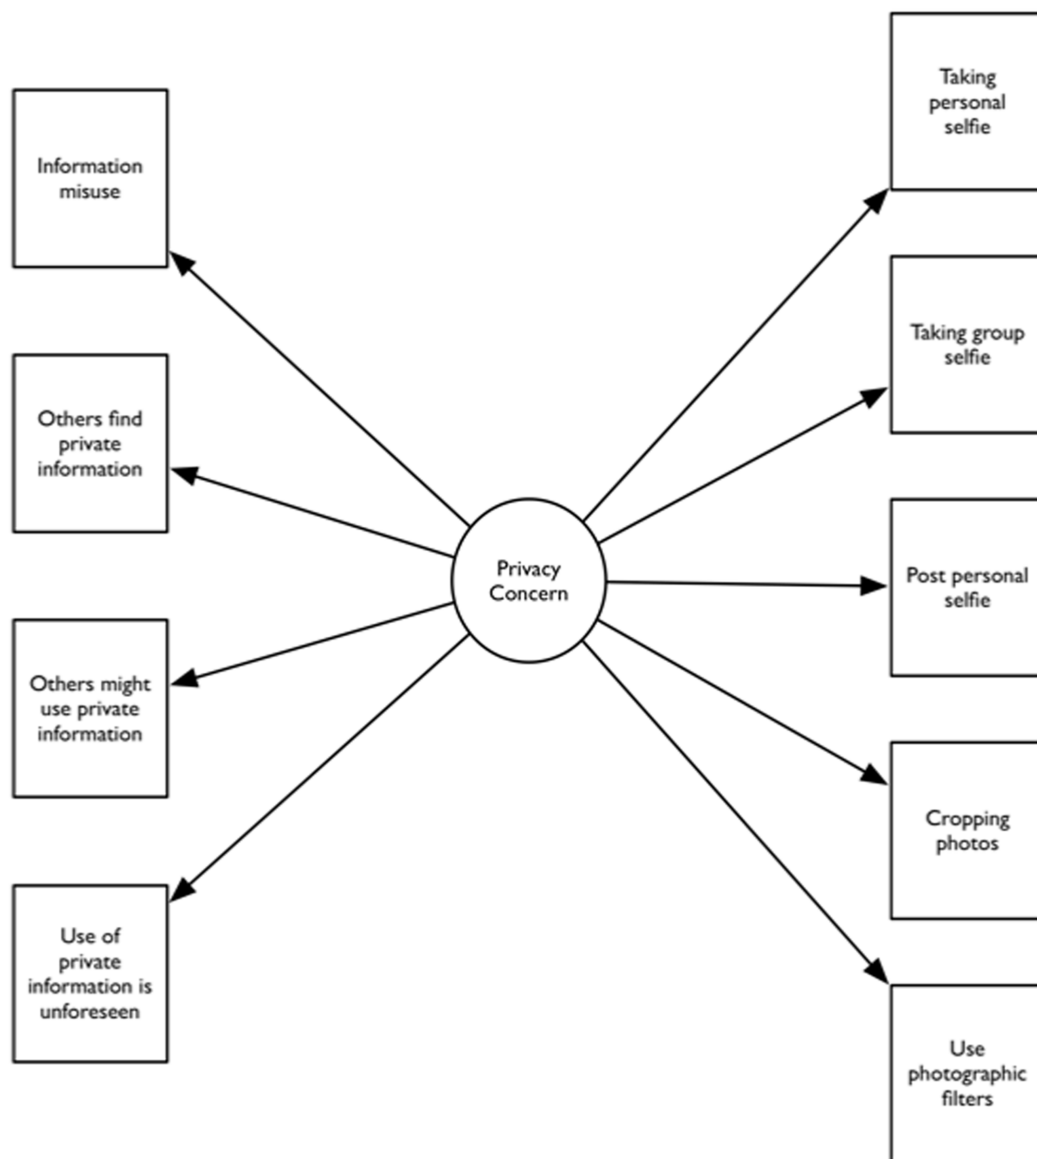 Information
misuse
Others find
private
information
Others might
use private
information
Use of
private
information is
unforeseen
Privacy
Concern
Taking
personal
selfie
Taking group
selfie
Post personal
selfie
Cropping
photos
Use
photographic
filters